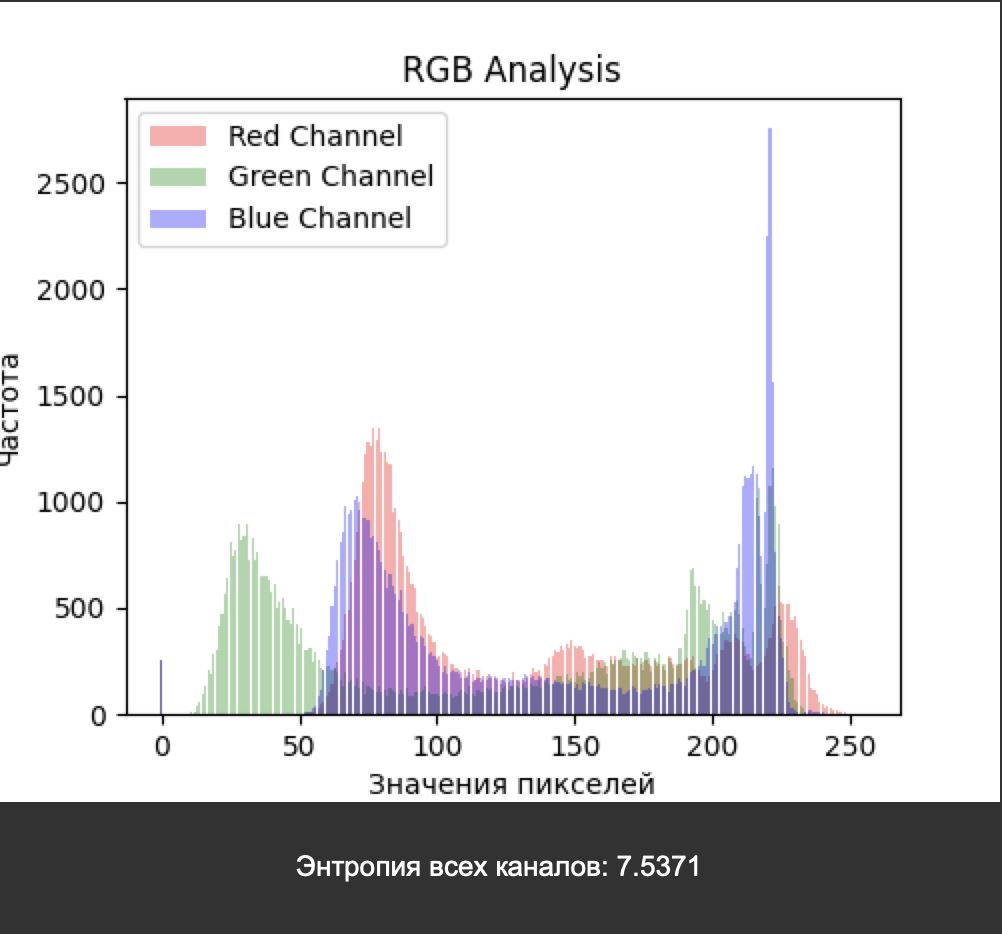 RGB Analysis
Red Channel
Green Channel
Blue Channel
2500
2000
1500
1000
500
0
Частота
0 50 100 150 200 250
Значения пикселей
Энтропия всех каналов: 7.5371